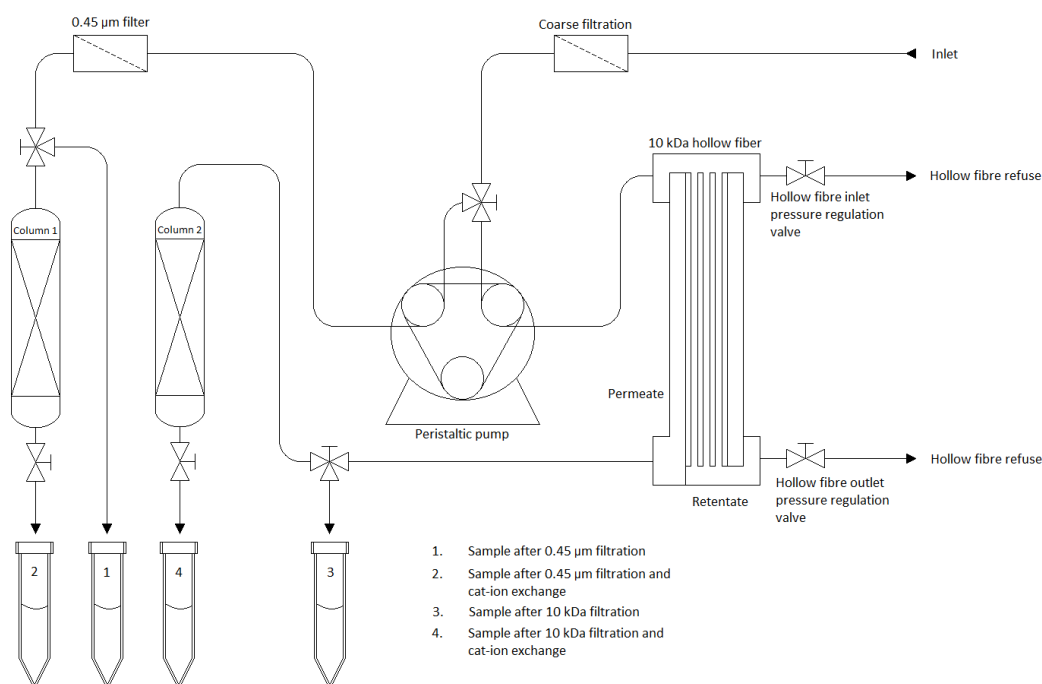 0.45 µm filter
Coarse filtration
Inlet
10 kDa hollow fiber
Hollow fibre refuse
Hollow fibre inlet
pressure regulation
valve
Column 1
Column 2
Permeate
Peristaltic pump
Hollow fibre refuse
Hollow fibre outlet
pressure regulation
valve
Retentate
2
1
4
3
1. Sample after 0.45 µm filtration
2. Sample after 0.45 µm filtration and
cat-ion exchange
3. Sample after 10 kDa filtration
4. Sample after 10 kDa filtration and
cat-ion exchange